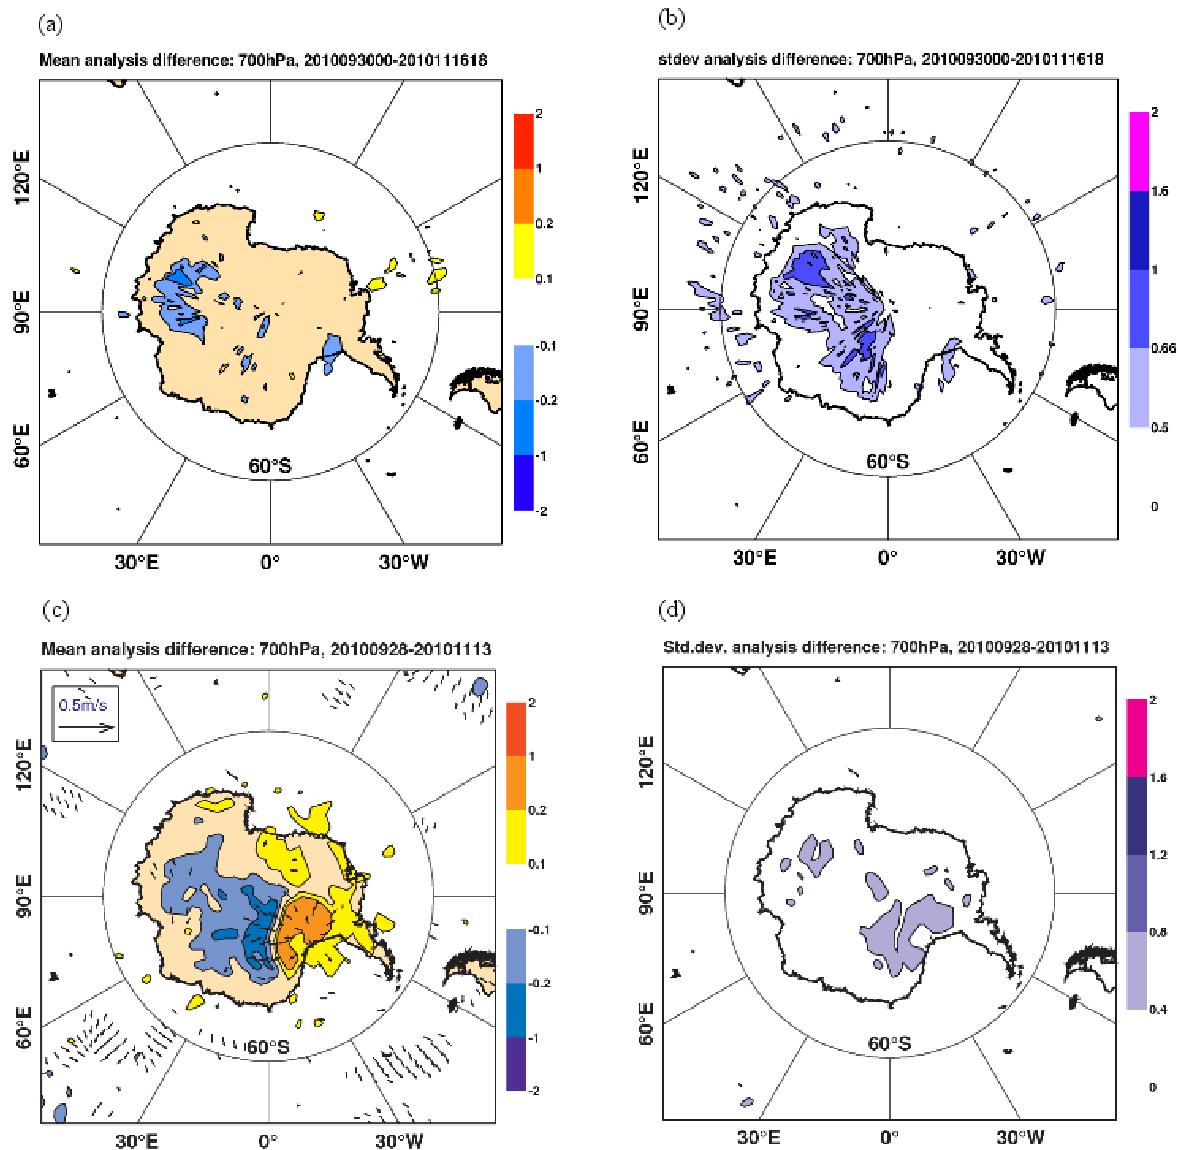 (a)
Mean analysis difference: 700hPa, 2010093000-2010111618
120°E
90°E
60°E
60°S
30°E
0°
30°W
2
1
0.2
0.1
-0.1
-0.2
-1
-2
(b)
stdev analysis difference: 700hPa, 2010093000-2010111618
120°E
90°E
60°E
60°S
30°E
0°
30°W
2
1.6
1
0.66
0.5
0
(c)
Mean analysis difference: 700hPa, 20100928-20101113
0.5m/s
120°E
90°E
60°E
60°S
30°E
0°
30°W
2
1
0.2
0.1
-0.1
-0.2
-1
-2
(d)
Std.dev. analysis difference: 700hPa, 20100928-20101113
120°E
90°E
60°E
60°S
30°E
0°
30°W
2
1.6
1.2
0.8
0.4
0